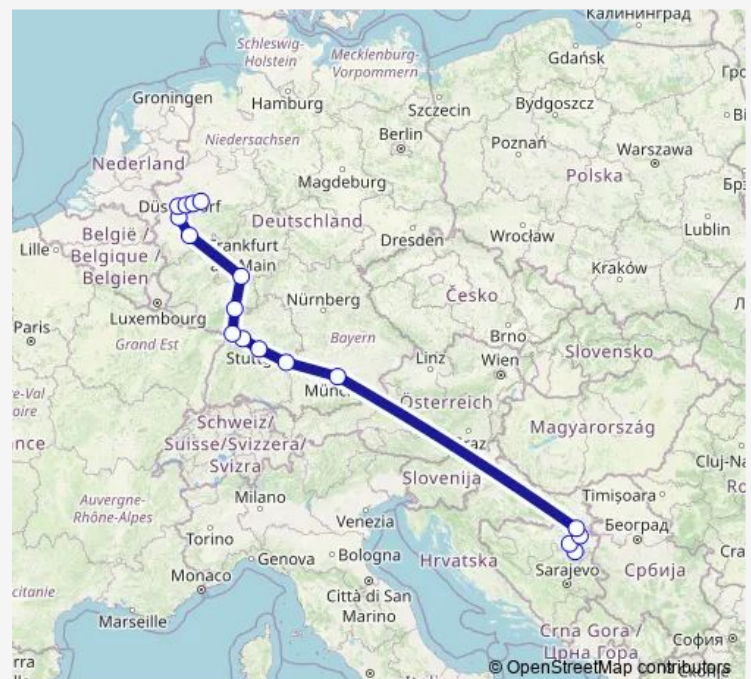 Калининград
Schleswig-
Holstein
Mecklenburg-
Vorpommern
Gdańsk
Groningen
Hamburg
Szczecin
Bydgoszcz
Niedersachsen
Berlin
Poznań
Warszawa
Nederland
Magdeburg
Polska
Deutschland
België /
Belgique /
Belgien
Lille
Dresden
Wrocław
Lublin
Kraków
Luxembourg
Nürnberg
Česko
Paris
Grand Est
Bayern
Brno
Linz
Wien
Slovensko
Österreich
Magyarország
Schweiz/
Suisse/Svizzera/
Svizra
Slovenija
Auvergne-
Rhône-Alpes
Milano
Timișoara
Torino
Venezia
Београд
Genova
Bologna
Hrvatska
Sarajevo
Србија
Monaco
Città di San
Marino
Marseille
Crna Gora /
Црна Гора
София
© OpenStreetMap contributors